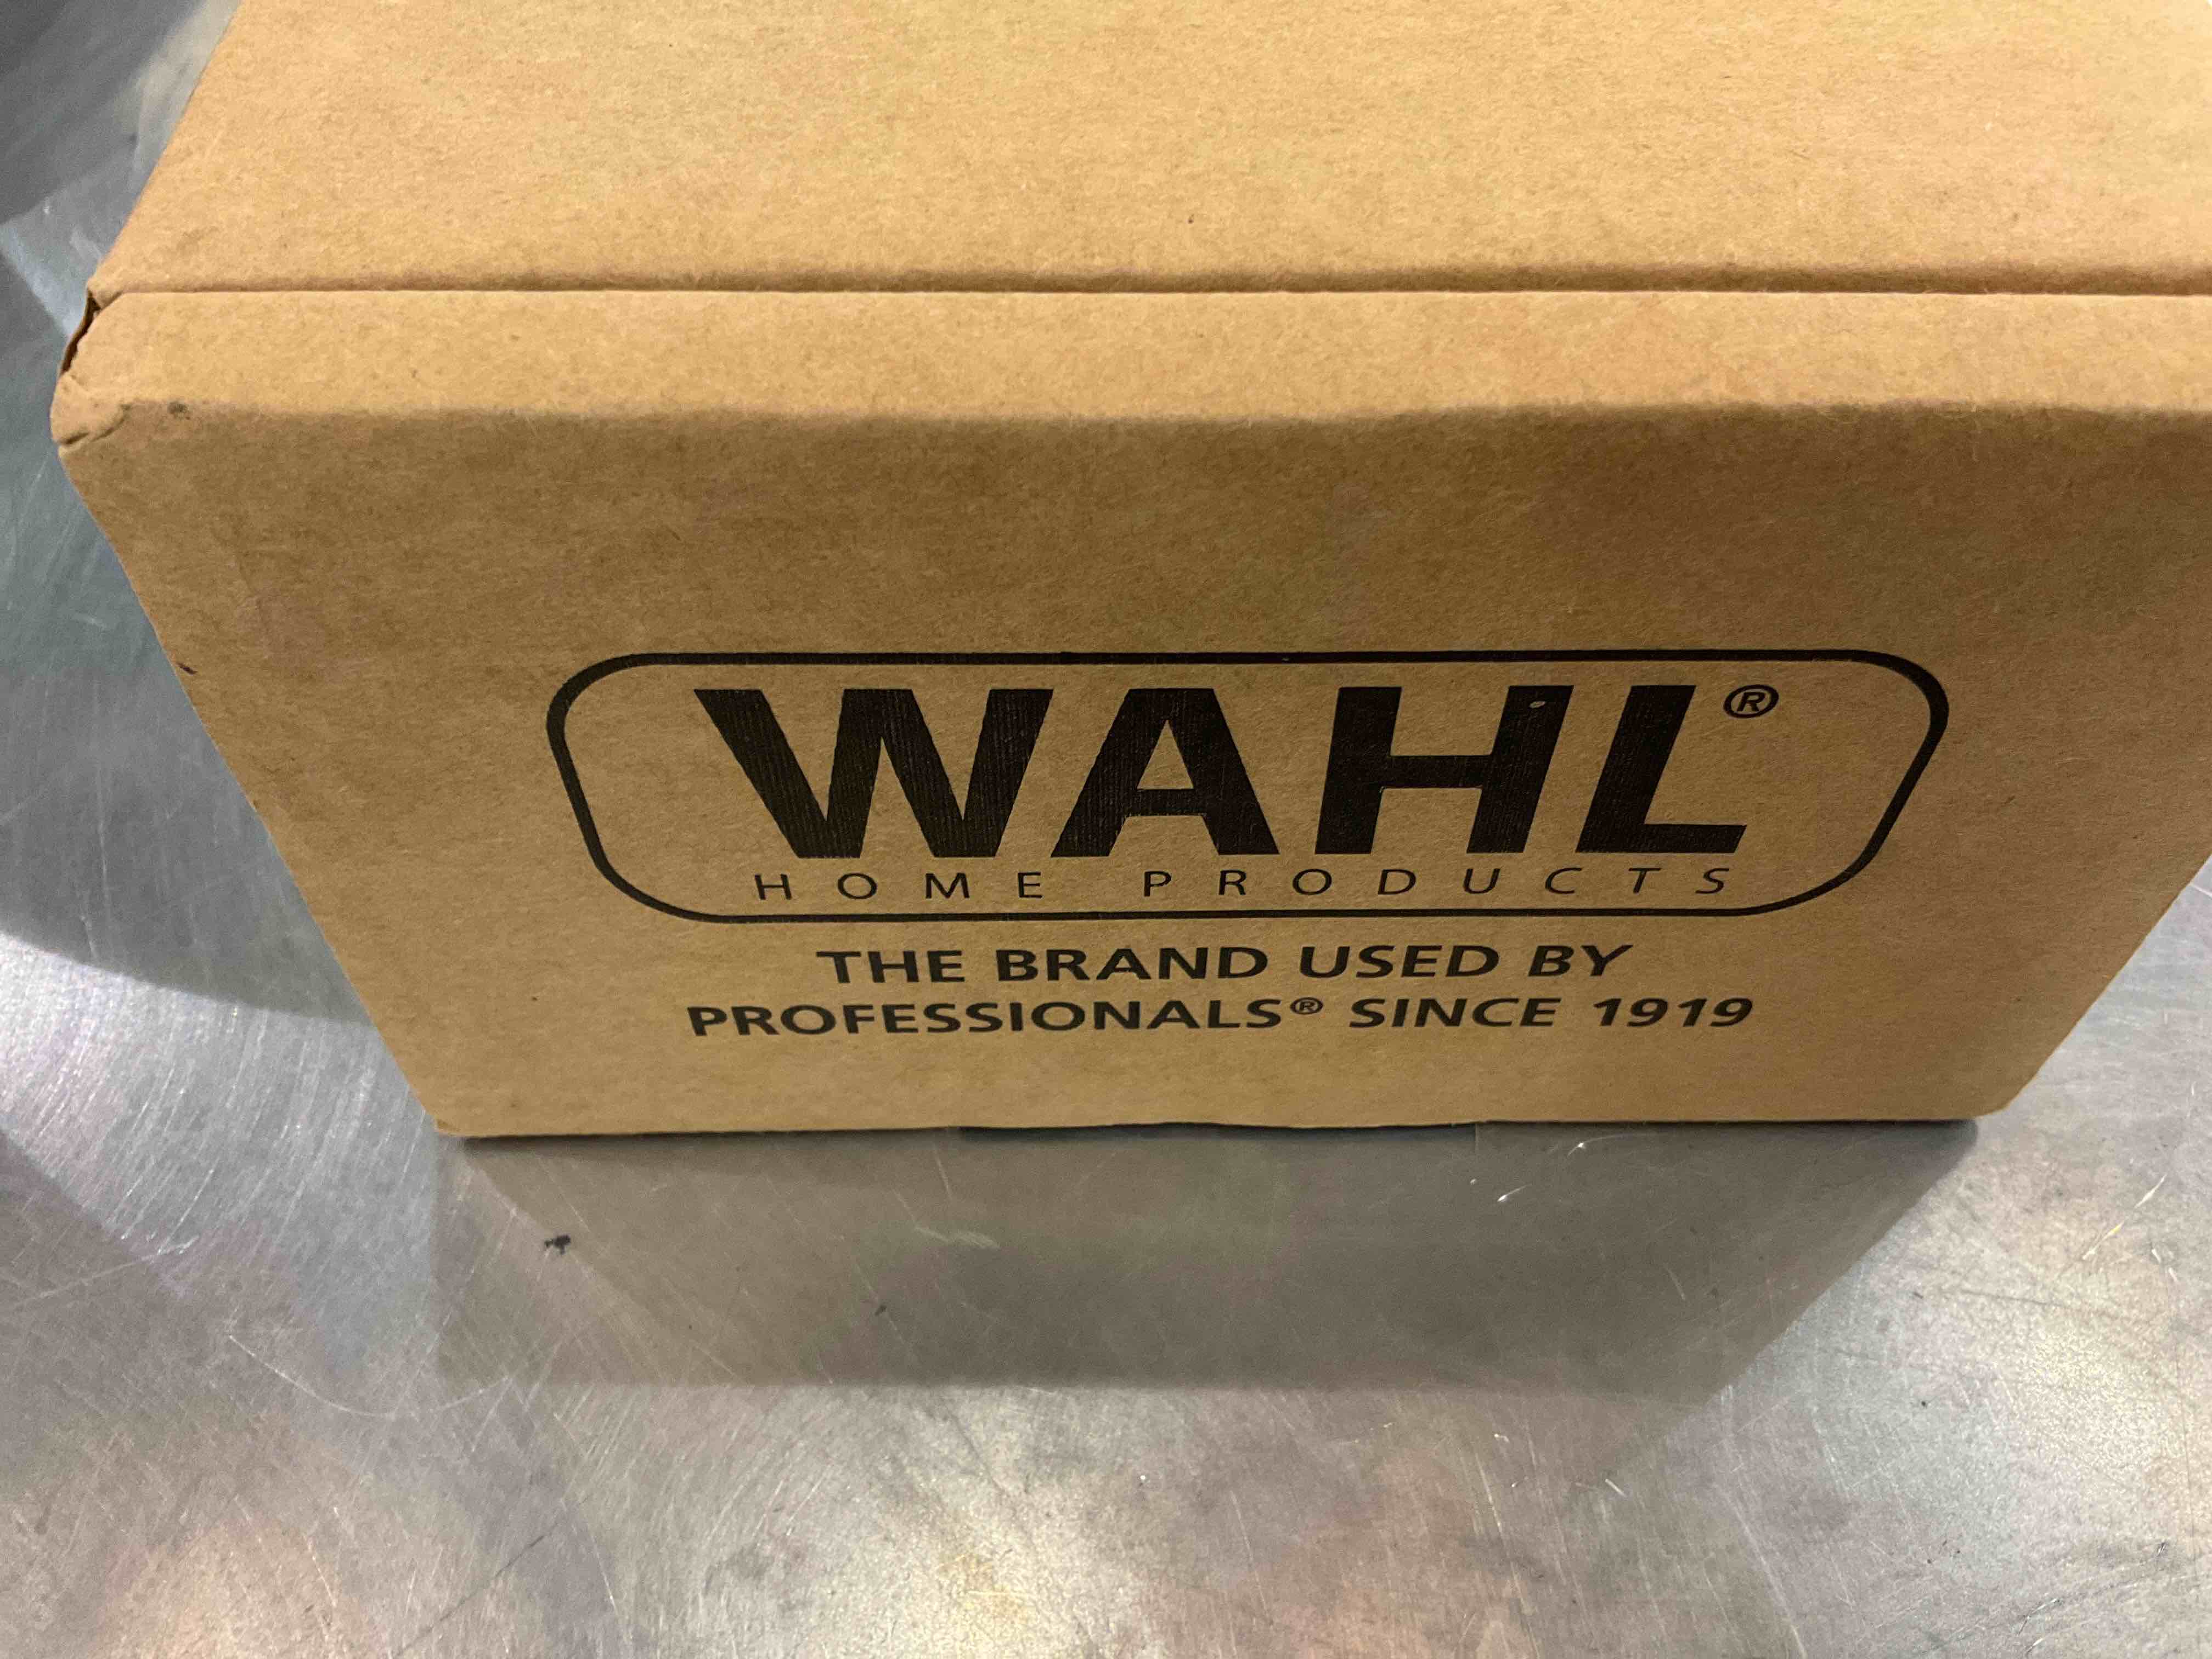 WAHL®
HOME PRODUCTS
THE BRAND USED BY
PROFESSIONALS® SINCE 1919